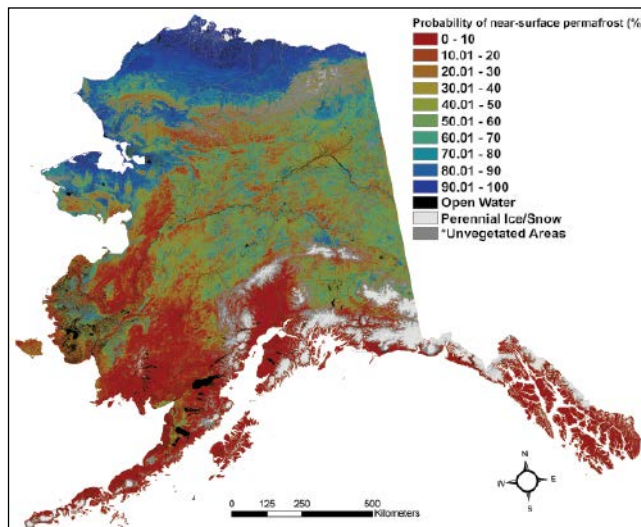 Probability of near-surface permafrost (%
0 - 10
10.01 - 20
20.01 - 30
30.01 - 40
40.01 - 50
50.01 - 60
60.01 - 70
70.01 - 80
80.01 - 90
90.01 - 100
Open Water
Perennial Ice/Snow
*Unvegetated Areas
N
W E
S
0 125 250 500
Kilometers